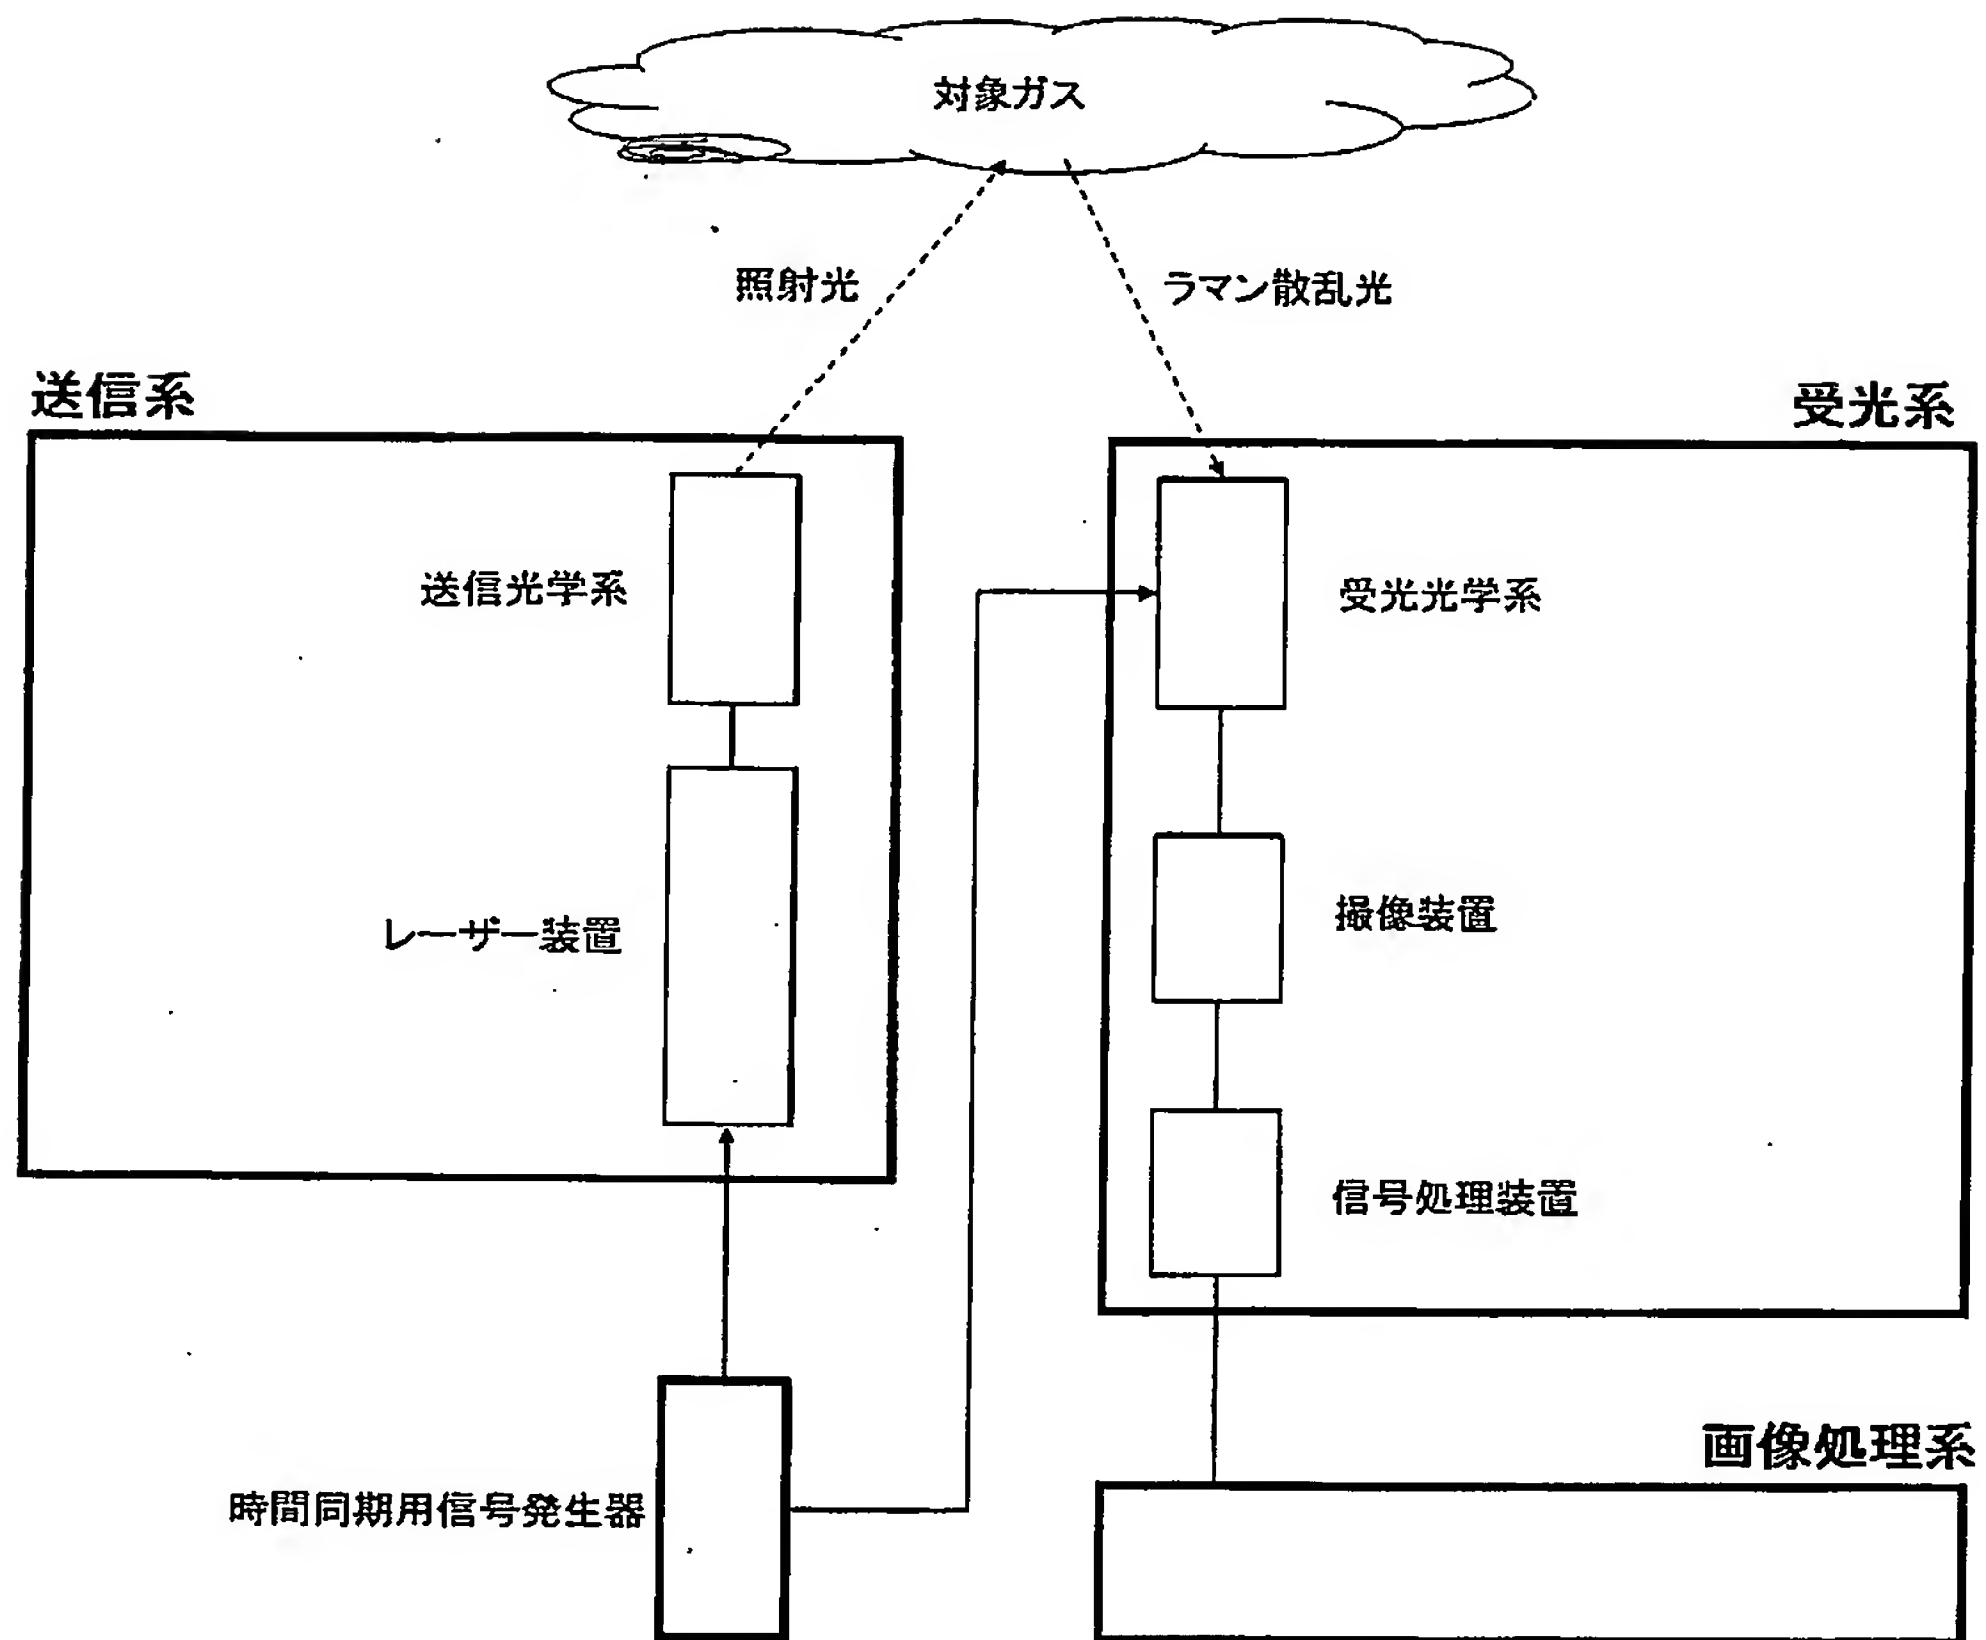 対象ガス
照射光
ラマン散乱光
送信系
受光系
送信光学系
受光光学系
レーザー装置
撮像装置
信号処理装置
画像処理系
時間同期用信号発生器